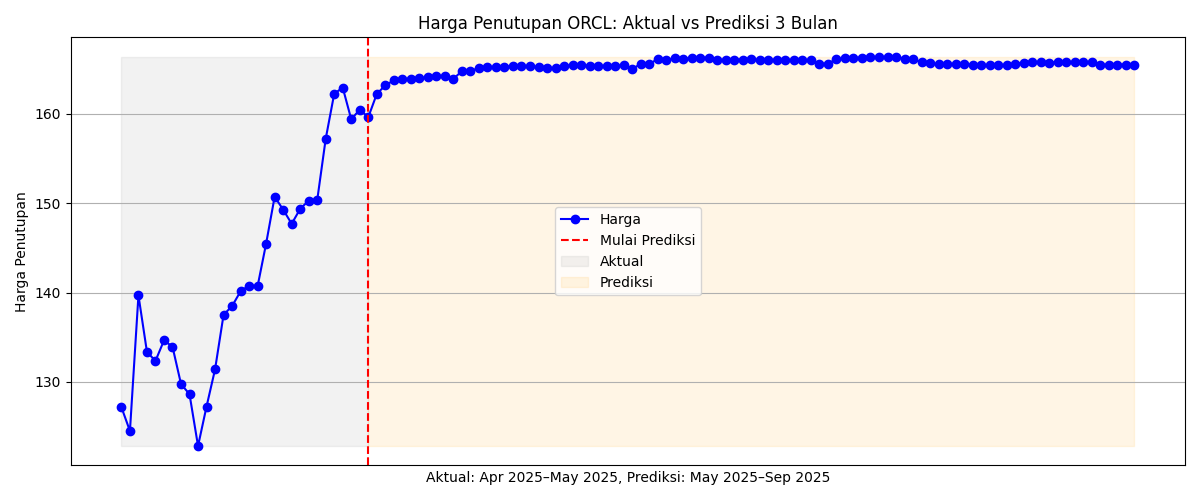 Harga Penutupan ORCL: Aktual vs Prediksi 3 Bulan
Harga Penutupan
160
150
140
130
Harga
Mulai Prediksi
Aktual
Prediksi
Aktual: Apr 2025–May 2025, Prediksi: May 2025–Sep 2025